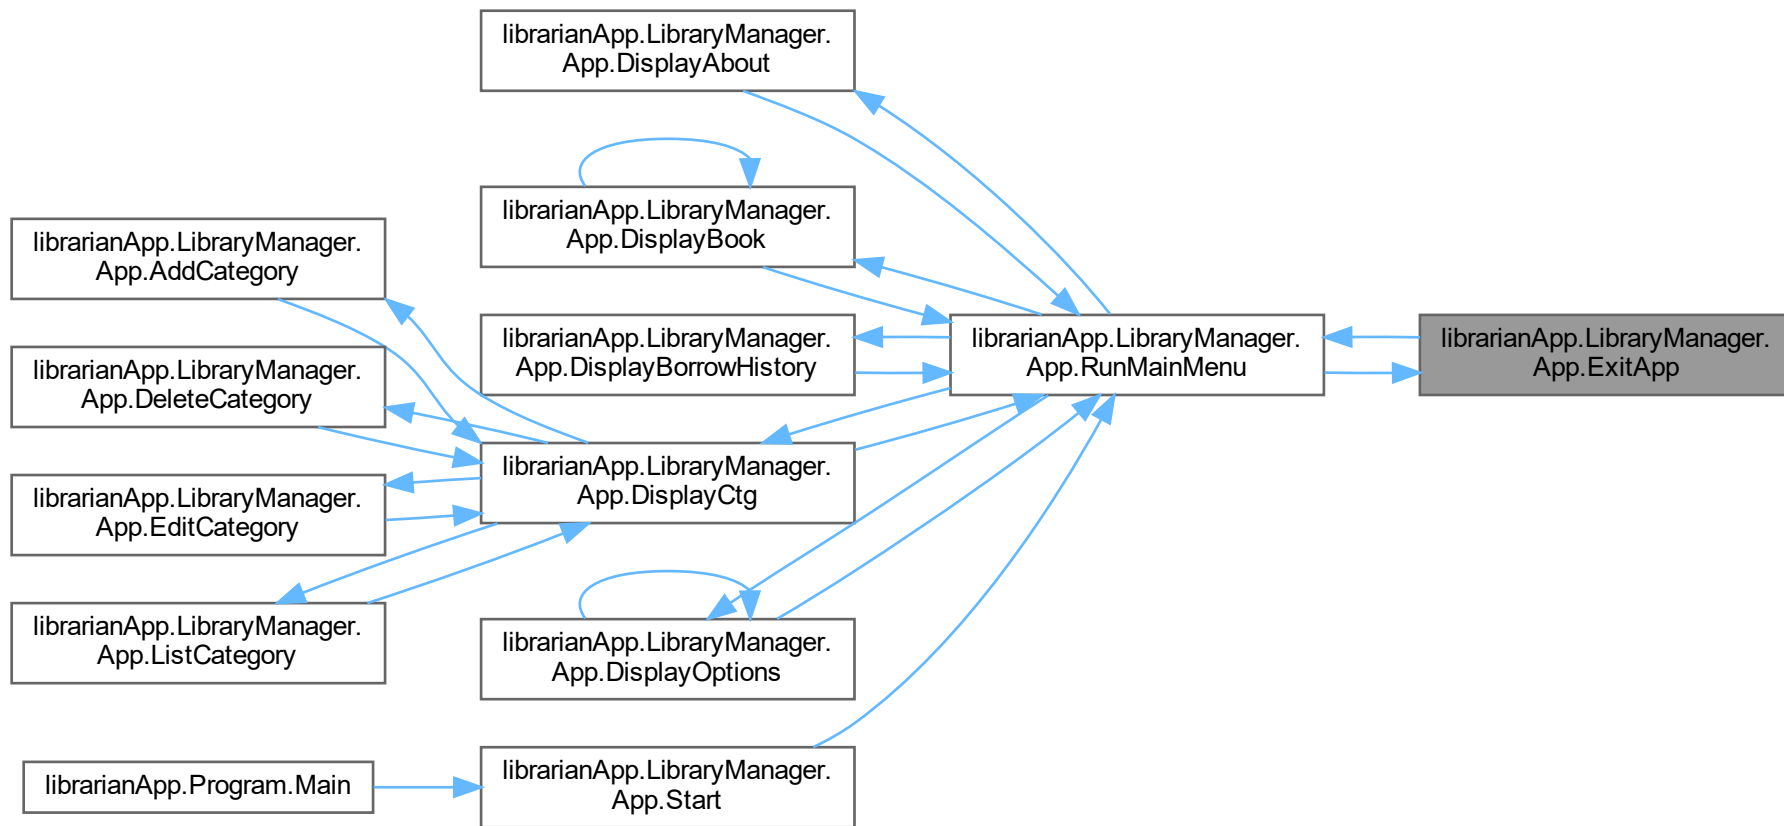 librarianApp.LibraryManager.
App.DisplayAbout
librarianApp.LibraryManager.
App.DisplayBook
librarianApp.LibraryManager.
App.AddCategory
librarianApp.LibraryManager.
App.DisplayBorrowHistory
librarianApp.LibraryManager.
App.RunMainMenu
librarianApp.LibraryManager.
App.ExitApp
librarianApp.LibraryManager.
App.DeleteCategory
librarianApp.LibraryManager.
App.DisplayCtg
librarianApp.LibraryManager.
App.EditCategory
librarianApp.LibraryManager.
App.ListCategory
librarianApp.LibraryManager.
App.DisplayOptions
librarianApp.Program.Main
librarianApp.LibraryManager.
App.Start